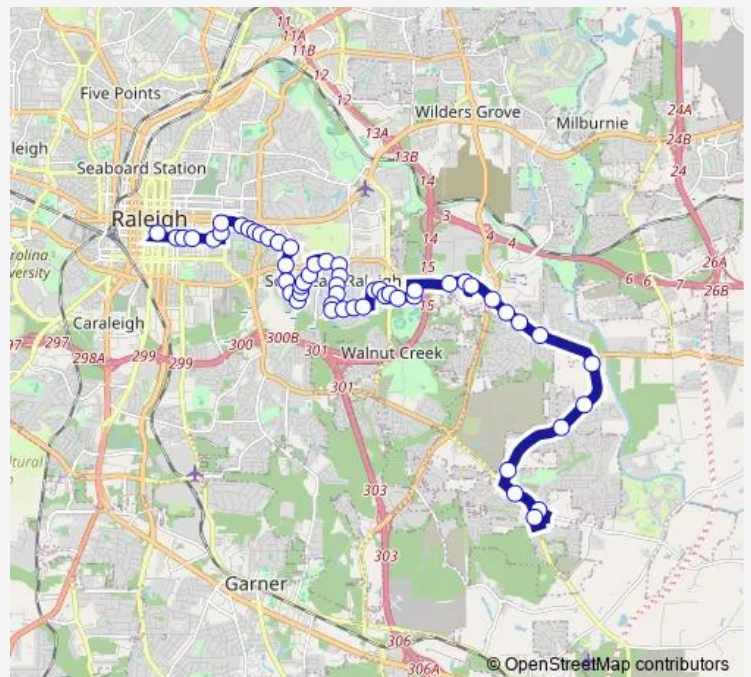 11
11A
11B
Five Points
12
12
Wilders Grove
24A
24B
Milburnie
13A
13B
leigh
Seaboard Station
14
24
Raleigh
3
4
4
14
rolina
versity
15
6
6
7
26A
26B
15
Caraleigh
300
300B
301
Walnut Creek
97
297
298A
299
299
301
303
303
Garner
306
306A
© OpenStreetMap contributors